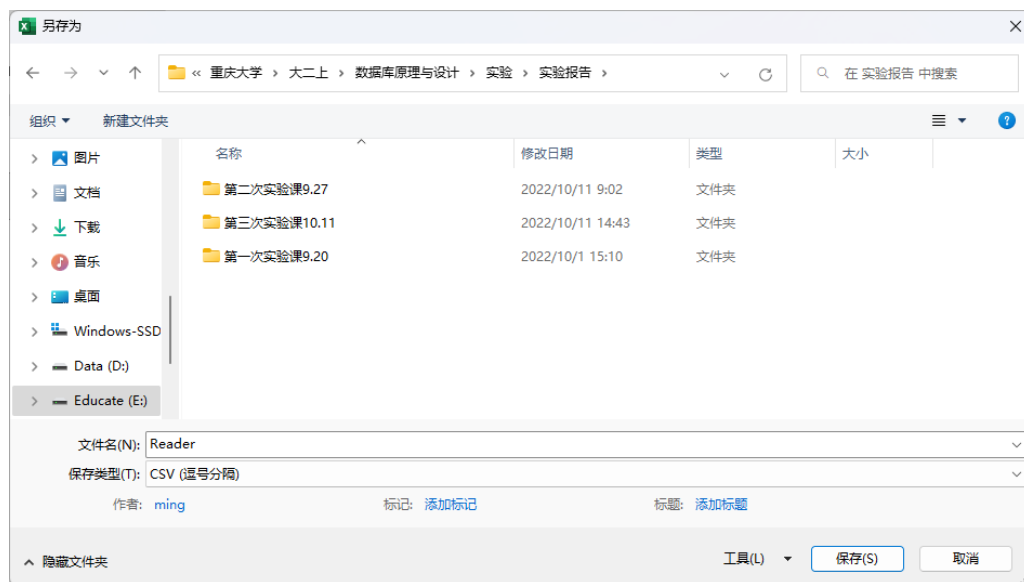 另存为
« 重庆大学 › 大二上 › 数据库原理与设计 › 实验 › 实验报告 › 在 实验报告 中搜索
组织 新建文件夹
名称 修改日期 类型 大小
图片
文档
下载
音乐
桌面
Windows-SSD
Data (D:)
Educate (E:)
第二次实验课9.27 2022/10/11 9:02 文件夹
第三次实验课10.11 2022/10/11 14:43 文件夹
第一次实验课9.20 2022/10/1 15:10 文件夹
文件名(N): Reader
保存类型(T): CSV (逗号分隔)
作者: ming 标记: 添加标记 标题: 添加标题
隐藏文件夹 工具(L) 保存(S) 取消